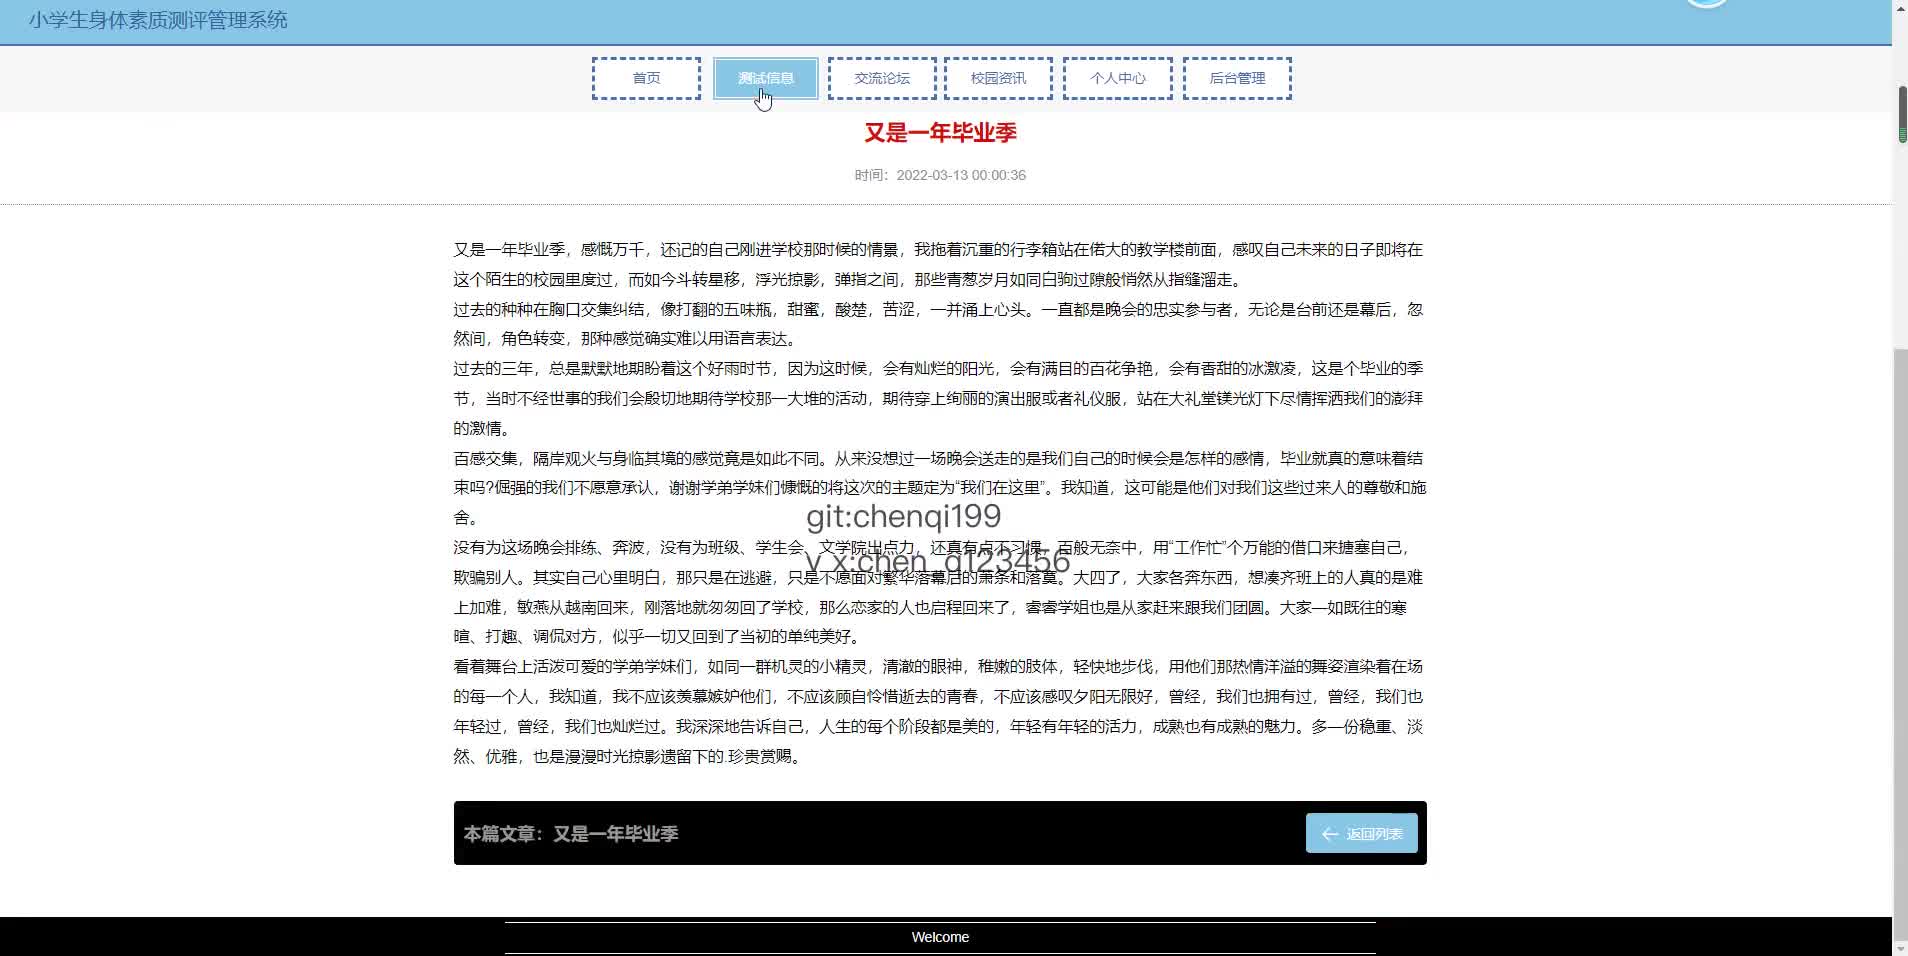 小学生身体素质测评管理系统
首页
测试信息
交流论坛
校园资讯
个人中心
后台管理
又是一年毕业季
时间：2022-03-13 00:00:36
又是一年毕业季，感慨万千，还记的自己刚进学校那时候的情景，我拖着沉重的行李箱站在偌大的教学楼前面，感叹自己未来的日子即将在
这个陌生的校园里度过，而如今斗转星移，浮光掠影，弹指之间，那些青葱岁月如同白驹过隙般悄然从指缝溜走。
过去的种种在胸口交集纠结，像打翻的五味瓶，甜蜜，酸楚，苦涩，一并涌上心头。一直都是晚会的忠实参与者，无论是台前还是幕后，忽
然间，角色转变，那种感觉确实难以用语言表达。
过去的三年，总是默默地期盼着这个好雨时节，因为这时候，会有灿烂的阳光，会有满目的百花争艳，会有香甜的冰激凌，这是个毕业的季
节，当时不经世事的我们会殷切地期待学校那一大堆的活动，期待穿上绚丽的演出服或者礼仪服，站在大礼堂镁光灯下尽情挥洒我们的澎拜
的激情。
百感交集，隔岸观火与身临其境的感觉竟是如此不同。从来没想过一场晚会送走的是我们自己的时候会是怎样的感情，毕业就真的意味着结
束吗?倔强的我们不愿意承认，谢谢学弟学妹们慷慨的将这次的主题定为“我们在这里”。我知道，这可能是他们对我们这些过来人的尊敬和施
舍。
git:chenqi199
没有为这场晚会排练、奔波，没有为班级、学生会、文学院出点力，还真有点不习惯，百般无奈中，用“工作忙”个万能的借口来搪塞自己，
v x:chen_q123456
欺骗别人。其实自己心里明白，那只是在逃避，只是不愿面对繁华落幕后的萧条和落寞。大四了，大家各奔东西，想凑齐班上的人真的是难
上加难，敏燕从越南回来，刚落地就匆匆回了学校，那么恋家的人也启程回来了，睿睿学姐也是从家赶来跟我们团圆。大家—如既往的寒
暄、打趣、调侃对方，似乎一切又回到了当初的单纯美好。
看着舞台上活泼可爱的学弟学妹们，如同一群机灵的小精灵，清澈的眼神，稚嫩的肢体，轻快地步伐，用他们那热情洋溢的舞姿渲染着在场
的每一个人，我知道，我不应该羡慕嫉妒他们，不应该顾自怜惜逝去的青春，不应该感叹夕阳无限好，曾经，我们也拥有过，曾经，我们也
年轻过，曾经，我们也灿烂过。我深深地告诉自己，人生的每个阶段都是美的，年轻有年轻的活力，成熟也有成熟的魅力。多—份稳重、淡
然、优雅，也是漫漫时光掠影遗留下的.珍贵赏赐。
本篇文章：又是一年毕业季
返回列表
Welcome